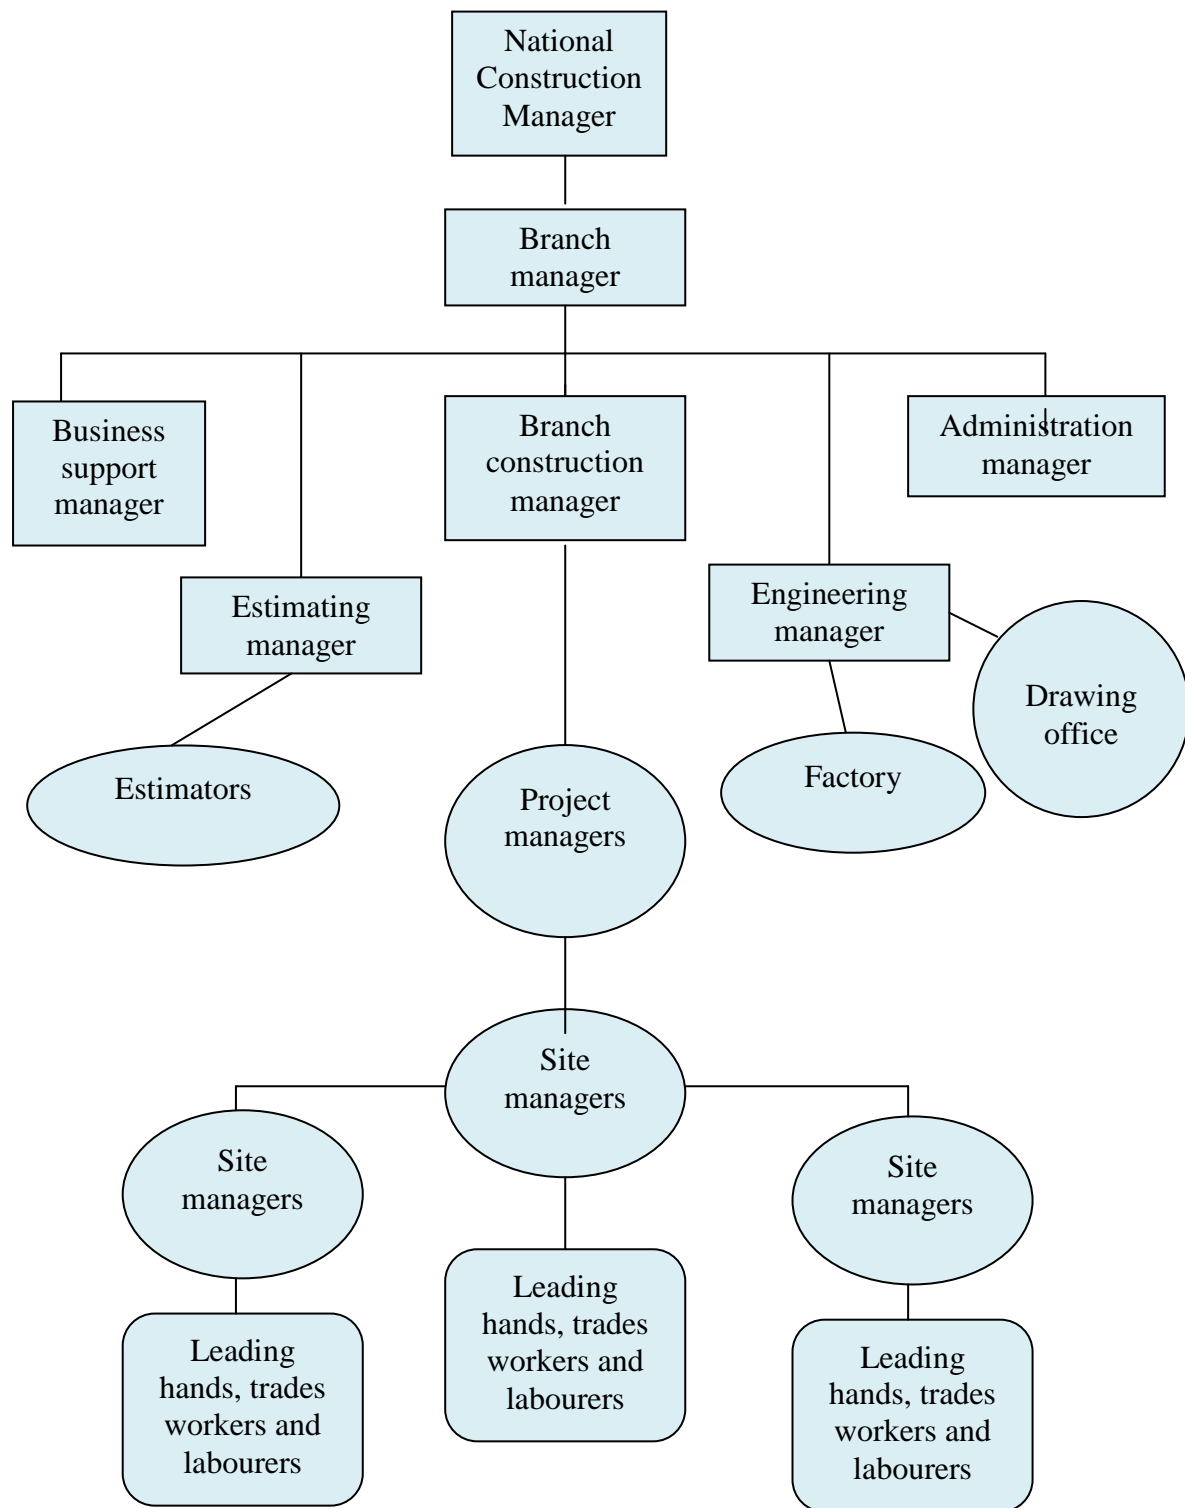 National
Construction
Manager
Branch
manager
Business
support
manager
Branch
construction
manager
Administration
manager
Estimating
manager
Engineering
manager
Drawing
office
Estimators
Project
managers
Factory
Site
managers
Site
managers
Site
managers
Leading
hands, trades
workers and
labourers
Leading
hands, trades
workers and
labourers
Leading
hands, trades
workers and
labourers